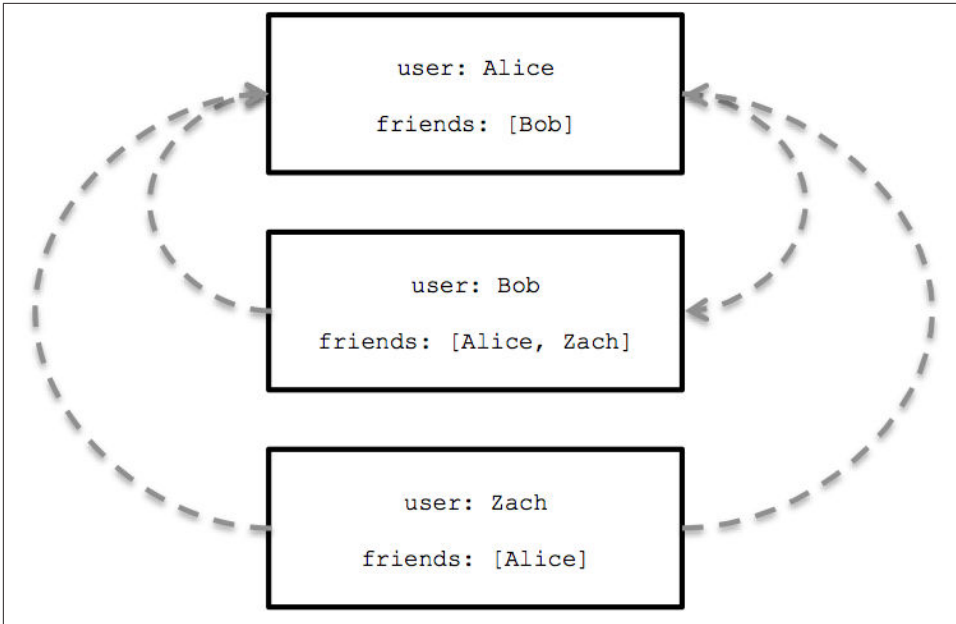 user: Alice
friends: [Bob]
user: Bob
friends: [Alice, Zach]
user: Zach
friends: [Alice]